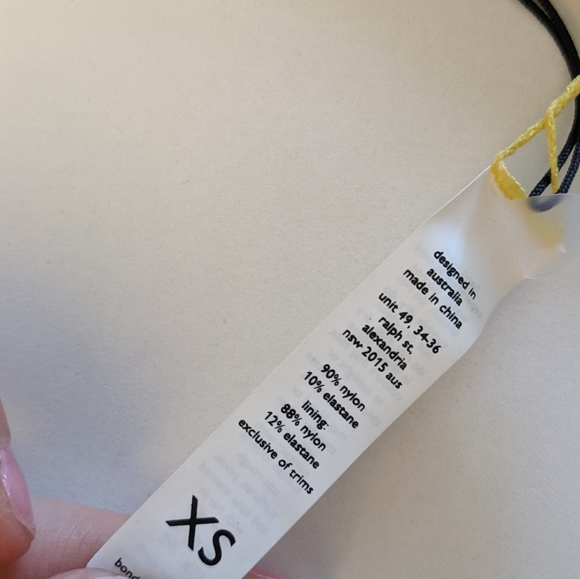 designed in
australia
made in china
unit 49, 34-36
ralph st,
alexandria
nsw 2015 aus
90% nylon
10% elastane
lining:
88% nylon
12% elastane
exclusive of trims
XS